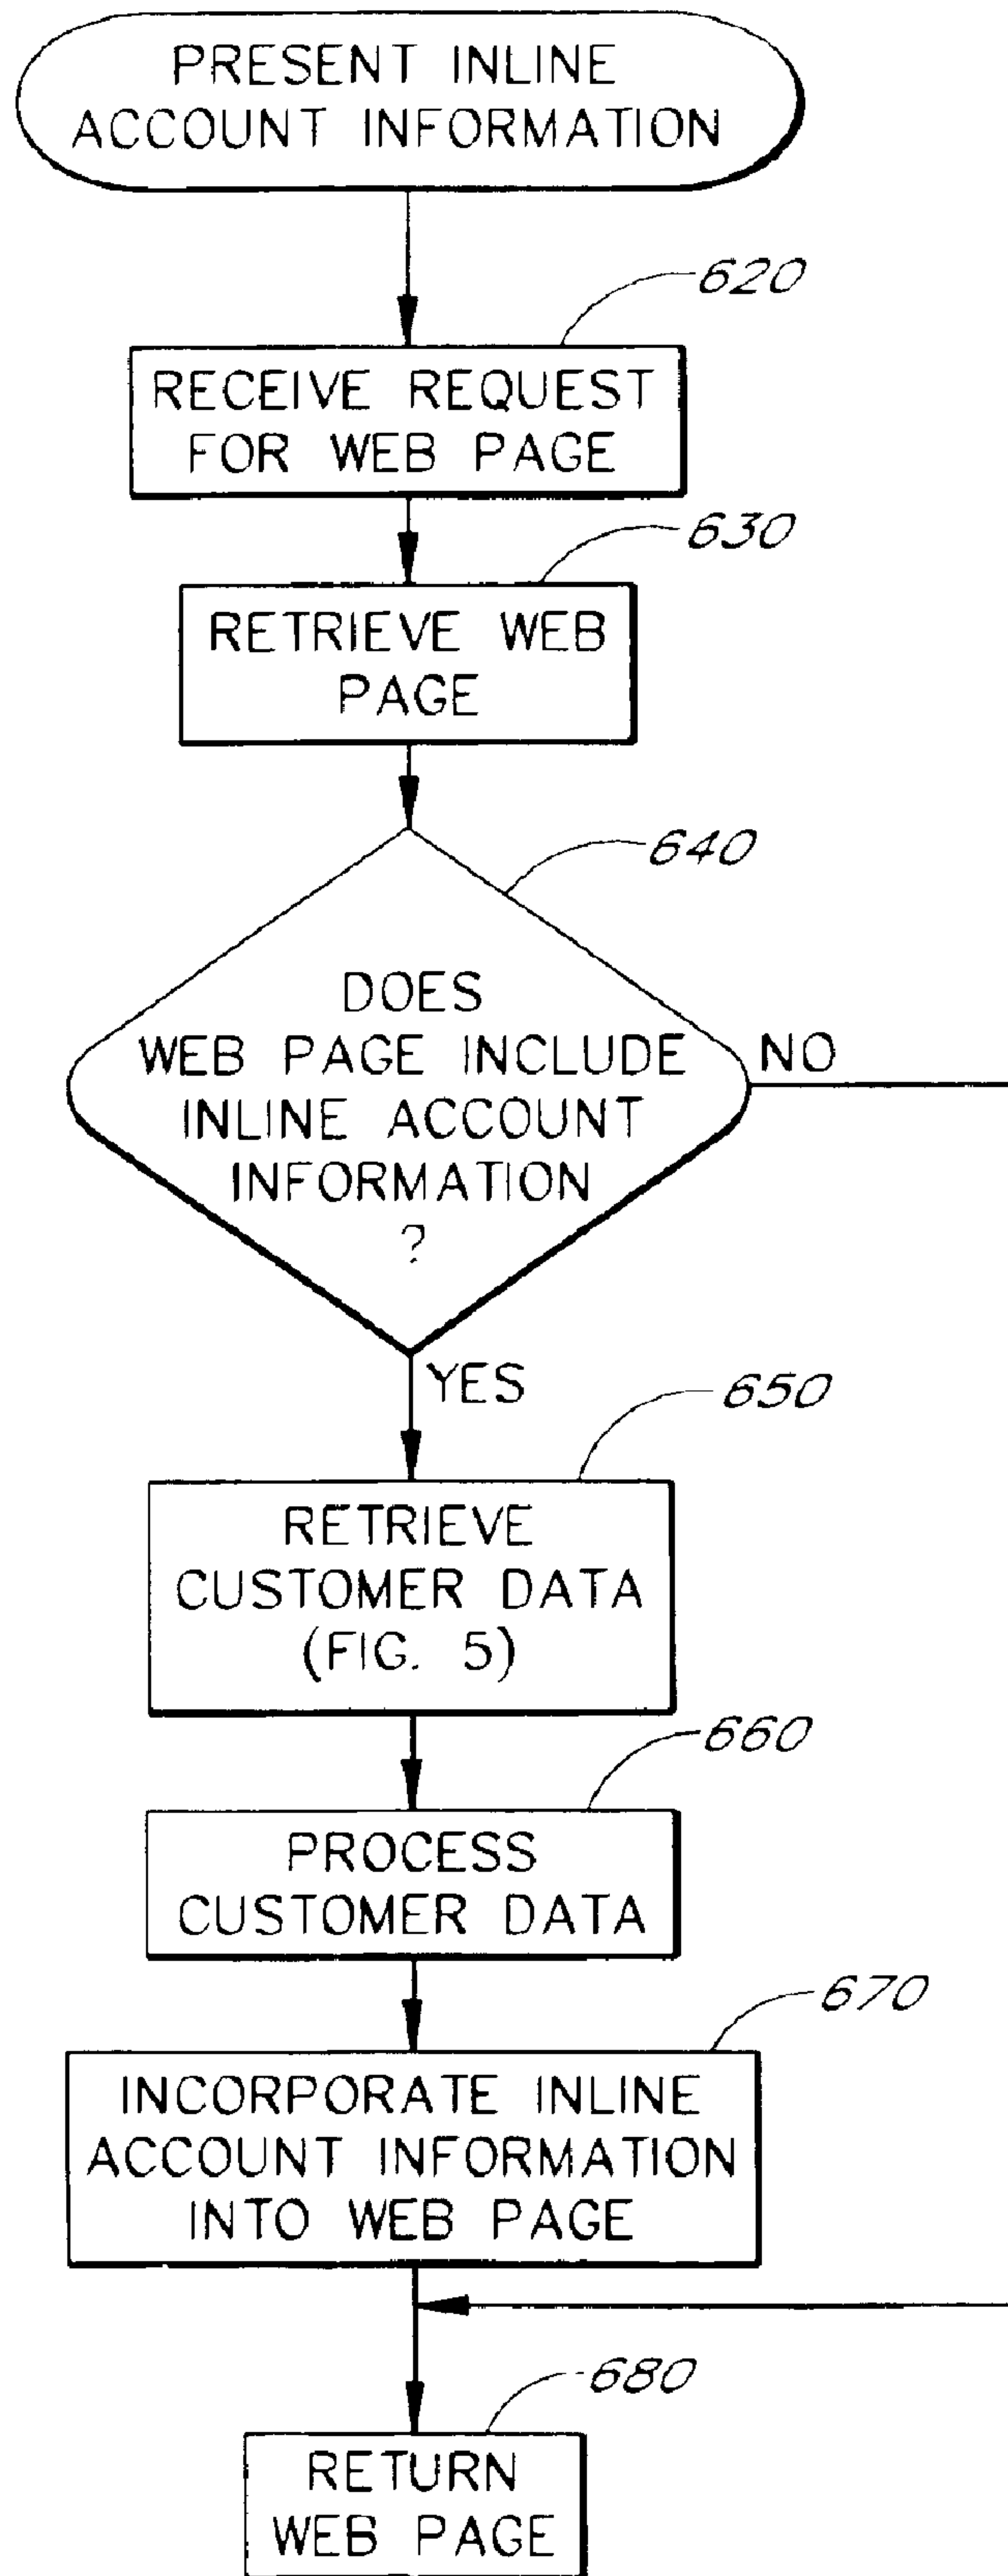 PRESENT INLINE
ACCOUNT INFORMATION
620
RECEIVE REQUEST
FOR WEB PAGE
630
RETRIEVE WEB
PAGE
640
DOES
WEB PAGE INCLUDE
INLINE ACCOUNT
INFORMATION
?
NO
YES
650
RETRIEVE
CUSTOMER DATA
(FIG. 5)
660
PROCESS
CUSTOMER DATA
670
INCORPORATE INLINE
ACCOUNT INFORMATION
INTO WEB PAGE
680
RETURN
WEB PAGE